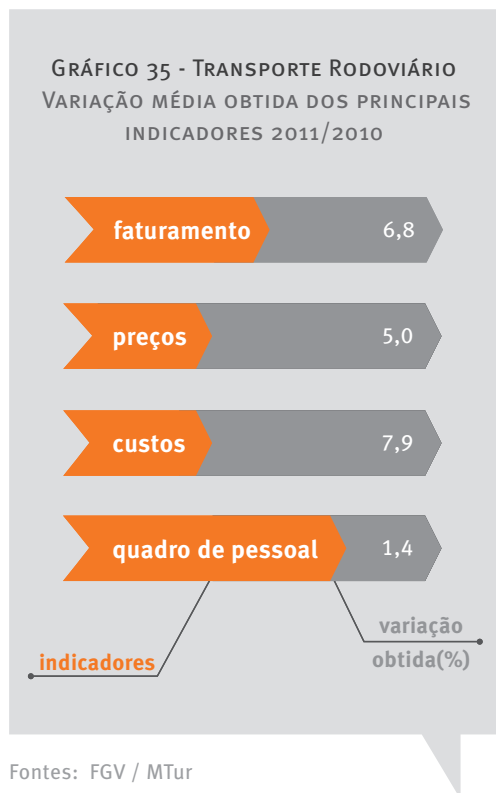 Gráfico 35 - Transporte Rodoviário
Variação média obtida dos principais
indicadores 2011/2010
faturamento 6,8
preços 5,0
custos 7,9
quadro de pessoal 1,4
variação
obtida(%)
indicadores
Fontes: FGV / MTur